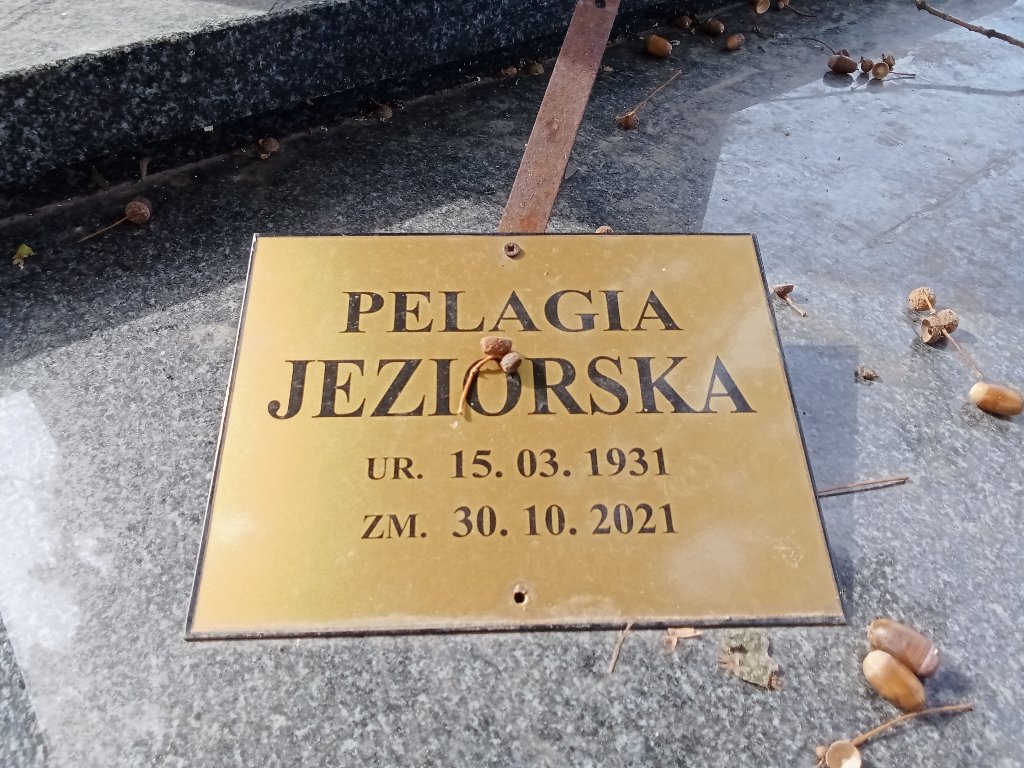 PELAGIA
JEZIORSKA
UR. 15. 03. 1931
ZM. 30. 10. 2021